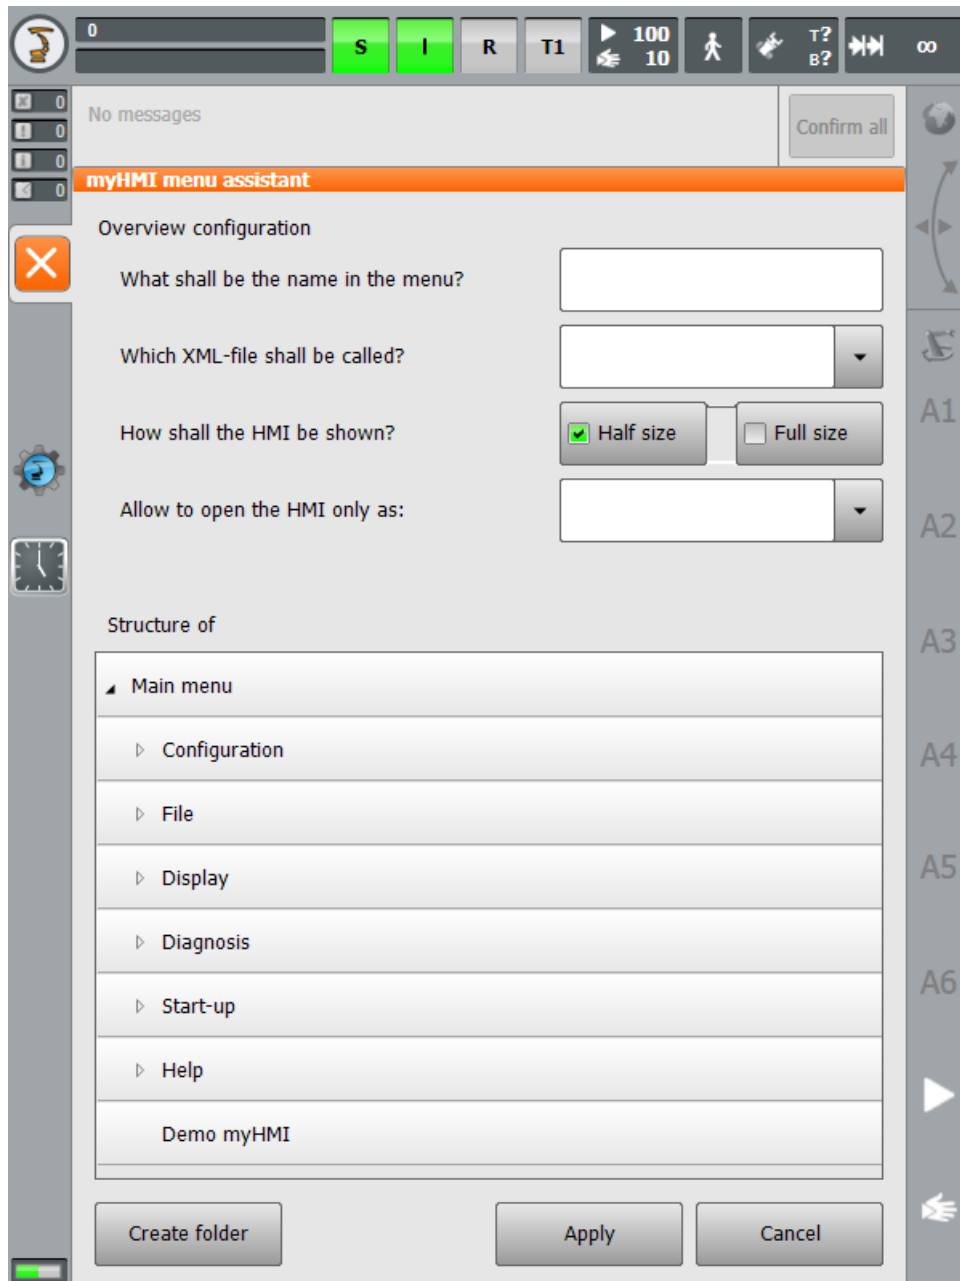 0
S I R T1 100 10 T? B? ∞
0
0
0
0
No messages
Confirm all
myHMI menu assistant
Overview configuration
What shall be the name in the menu?
Which XML-file shall be called?
How shall the HMI be shown?
Half size
Full size
Allow to open the HMI only as:
Structure of
Main menu
Configuration
File
Display
Diagnosis
Start-up
Help
Demo myHMI
Create folder
Apply
Cancel
A1
A2
A3
A4
A5
A6